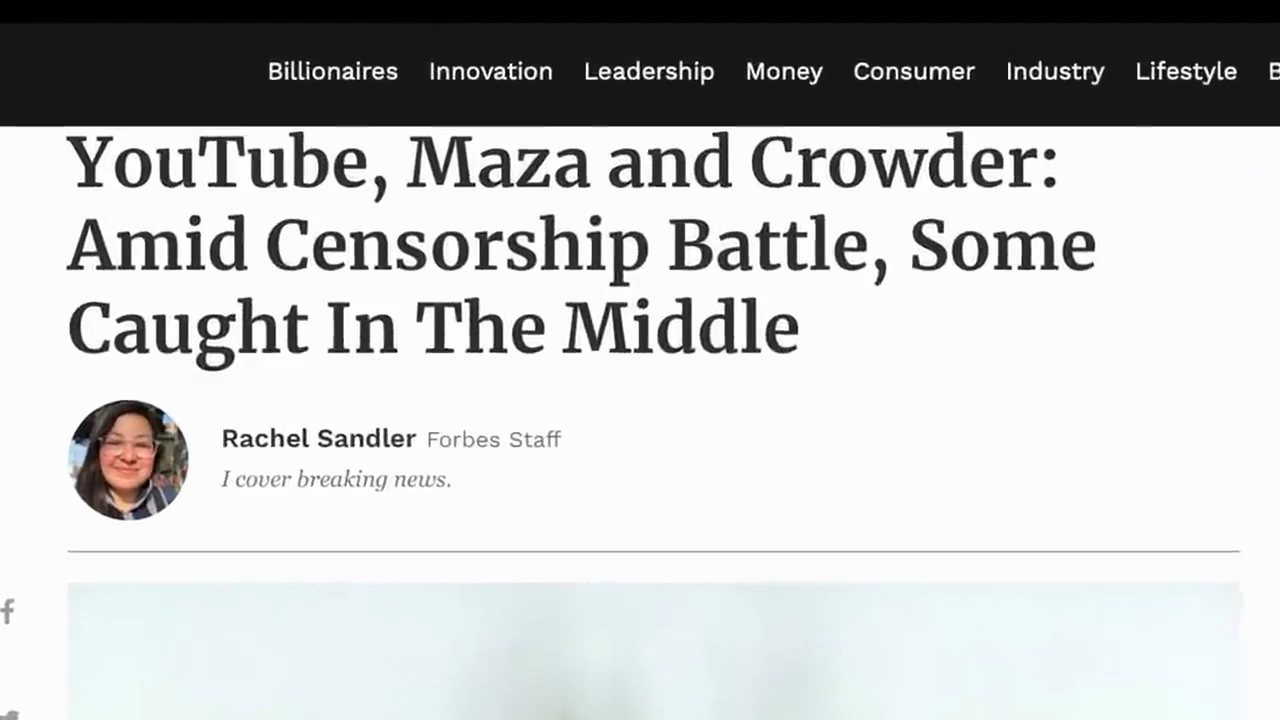 Billionaires Innovation Leadership Money Consumer Industry Lifestyle
YouTube, Maza and Crowder:
Amid Censorship Battle, Some
Caught In The Middle
Rachel Sandler Forbes Staff
I cover breaking news.